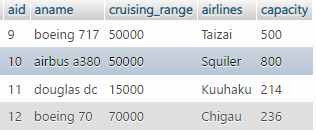 aid aname cruising_range airlines capacity
9 boeing 717 50000 Taizai 500
10 airbus a380 50000 Squiler 800
11 douglas dc 15000 Kuuhaku 214
12 boeing 70 70000 Chigau 236